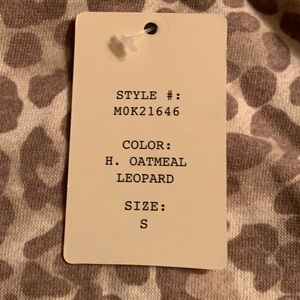 STYLE #:
M0K21646
COLOR:
H. OATMEAL
LEOPARD
SIZE:
S